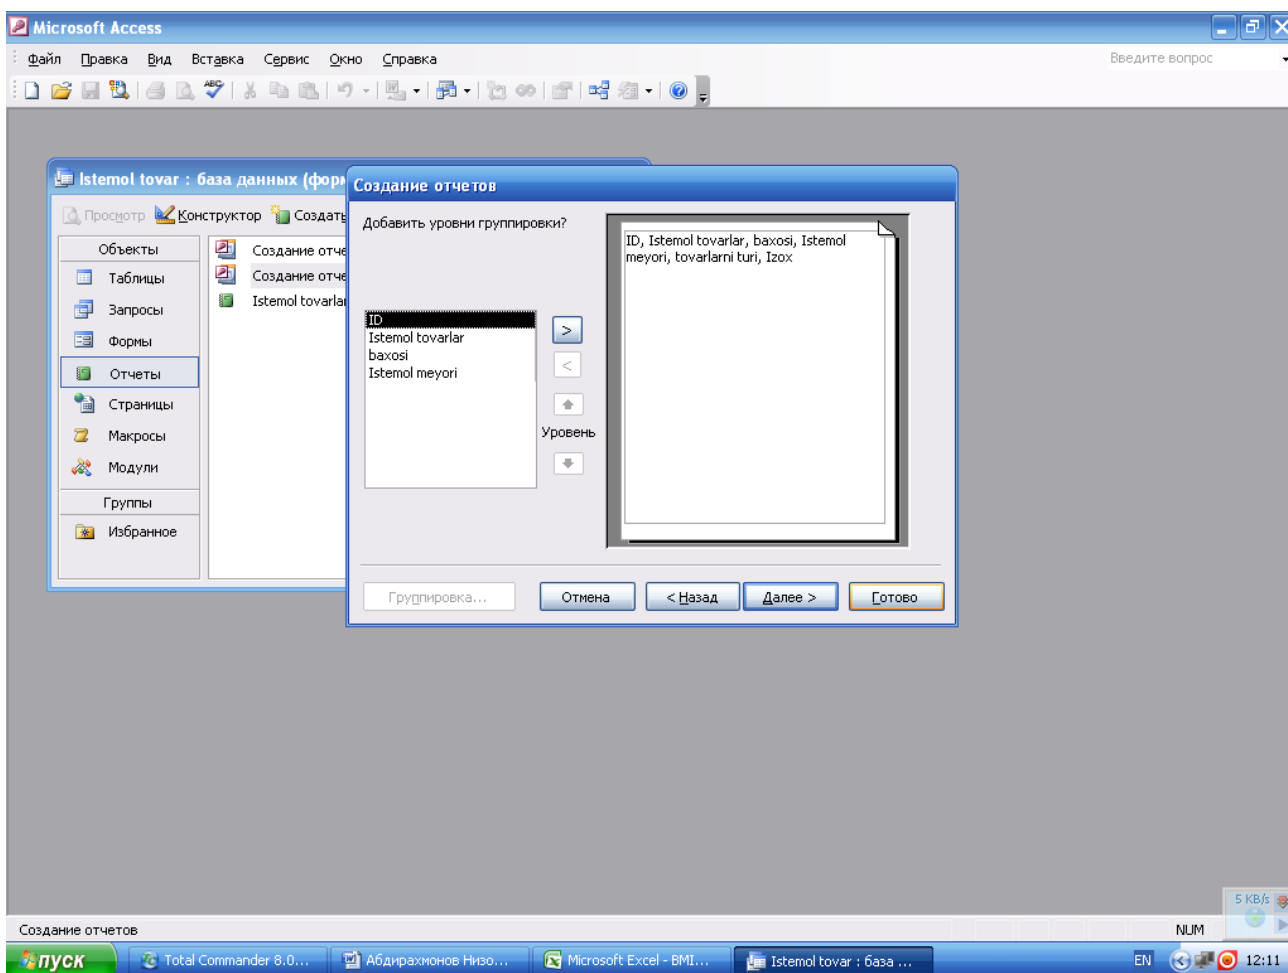 Microsoft Access
Файл Правка Вид Вставка Сервис Окно Справка
Введите вопрос
Istemol tovar : база данных (форм
Просмотр Конструктор Создать
Объекты
Таблицы
Запросы
Формы
Отчеты
Страницы
Макросы
Модули
Группы
Избранное
Создание отче
Создание отче
Istemol tovarlar
Создание отчетов
Добавить уровни группировки?
ID
Istemol tovarlar
baxosi
Istemol meyori
>
<
Уровень
ID, Istemol tovarlar, baxosi, Istemol
meyori, tovarlarni turi, Izox
Группировка...
Отмена
< Назад
Далее >
Готово
5 KB/s
Создание отчетов
NUM
пуск
Total Commander 8.0...
Абдирахмонов Низо...
Microsoft Excel - BMI...
Istemol tovar : база ...
EN
12:11